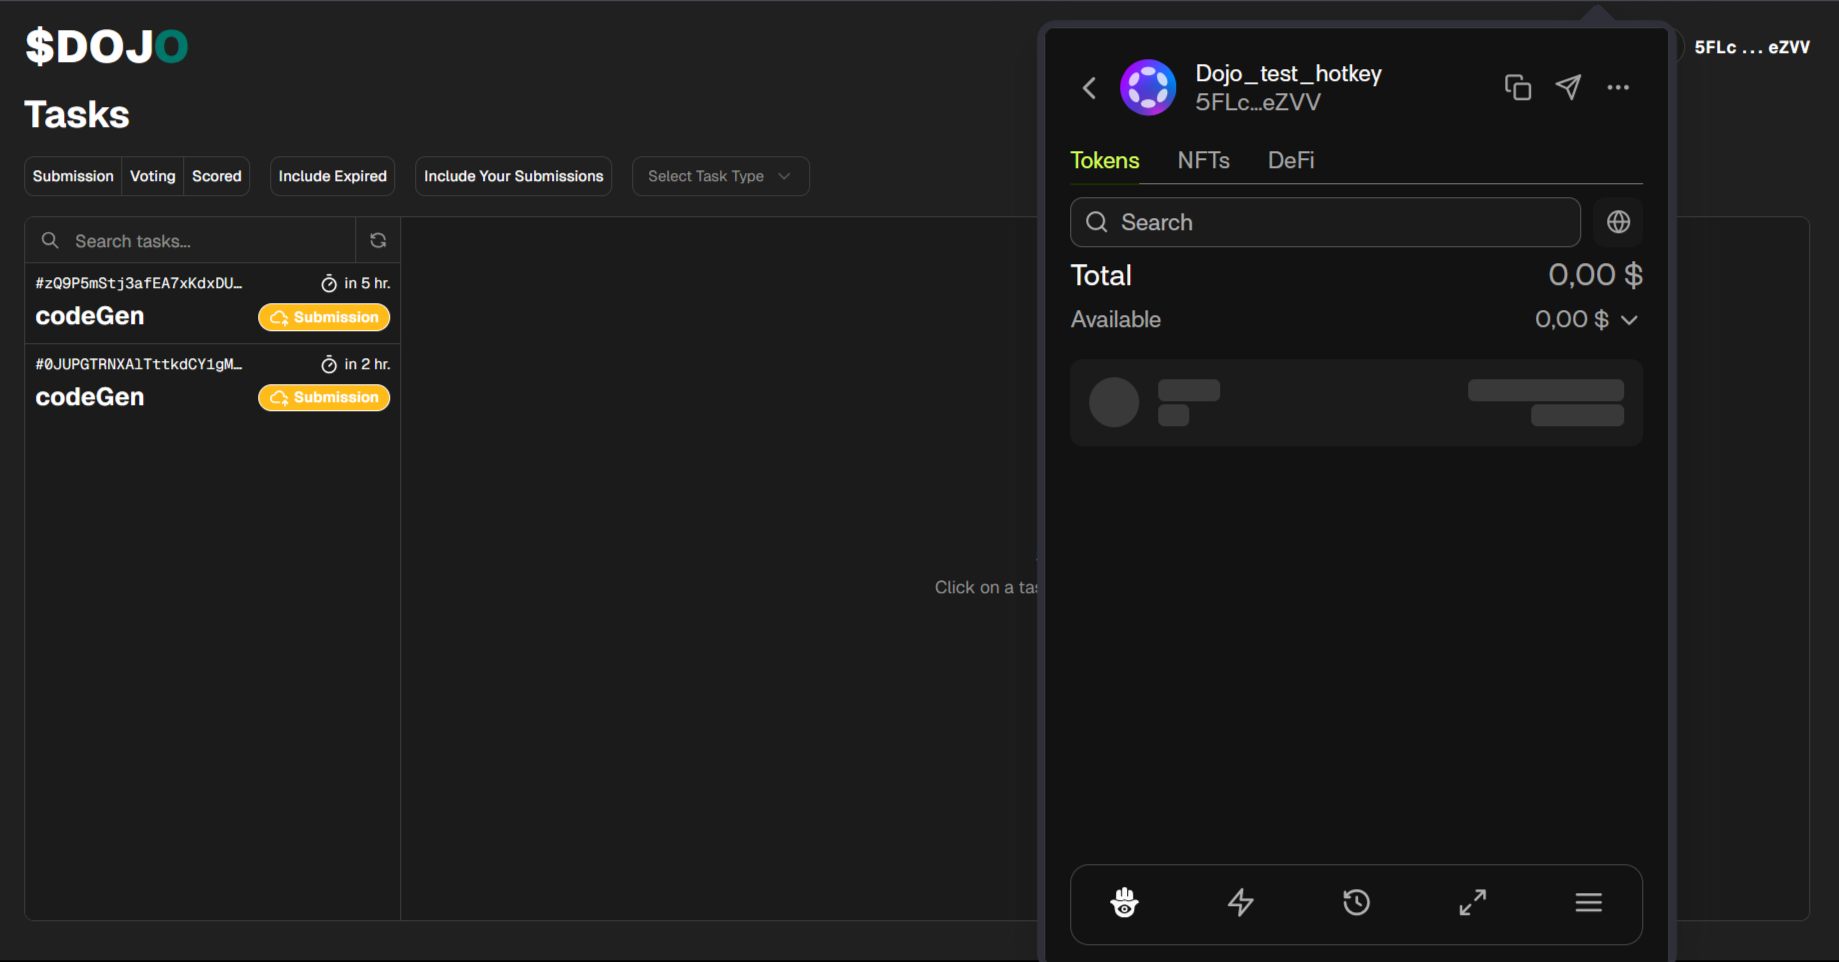 $DOJO
5FLc ... eZVV
Tasks
Submission
Voting
Scored
Include Expired
Include Your Submissions
Select Task Type
Search tasks...
#zQ9P5mStj3afEA7xKdxDU…
in 5 hr.
codeGen
Submission
#0JUPGTRNXAlTttkdCY1gM…
in 2 hr.
codeGen
Submission
Click on a
Dojo_test_hotkey
5FLc...eZVV
Tokens
NFTs
DeFi
Search
Total
0,00 $
Available
0,00 $